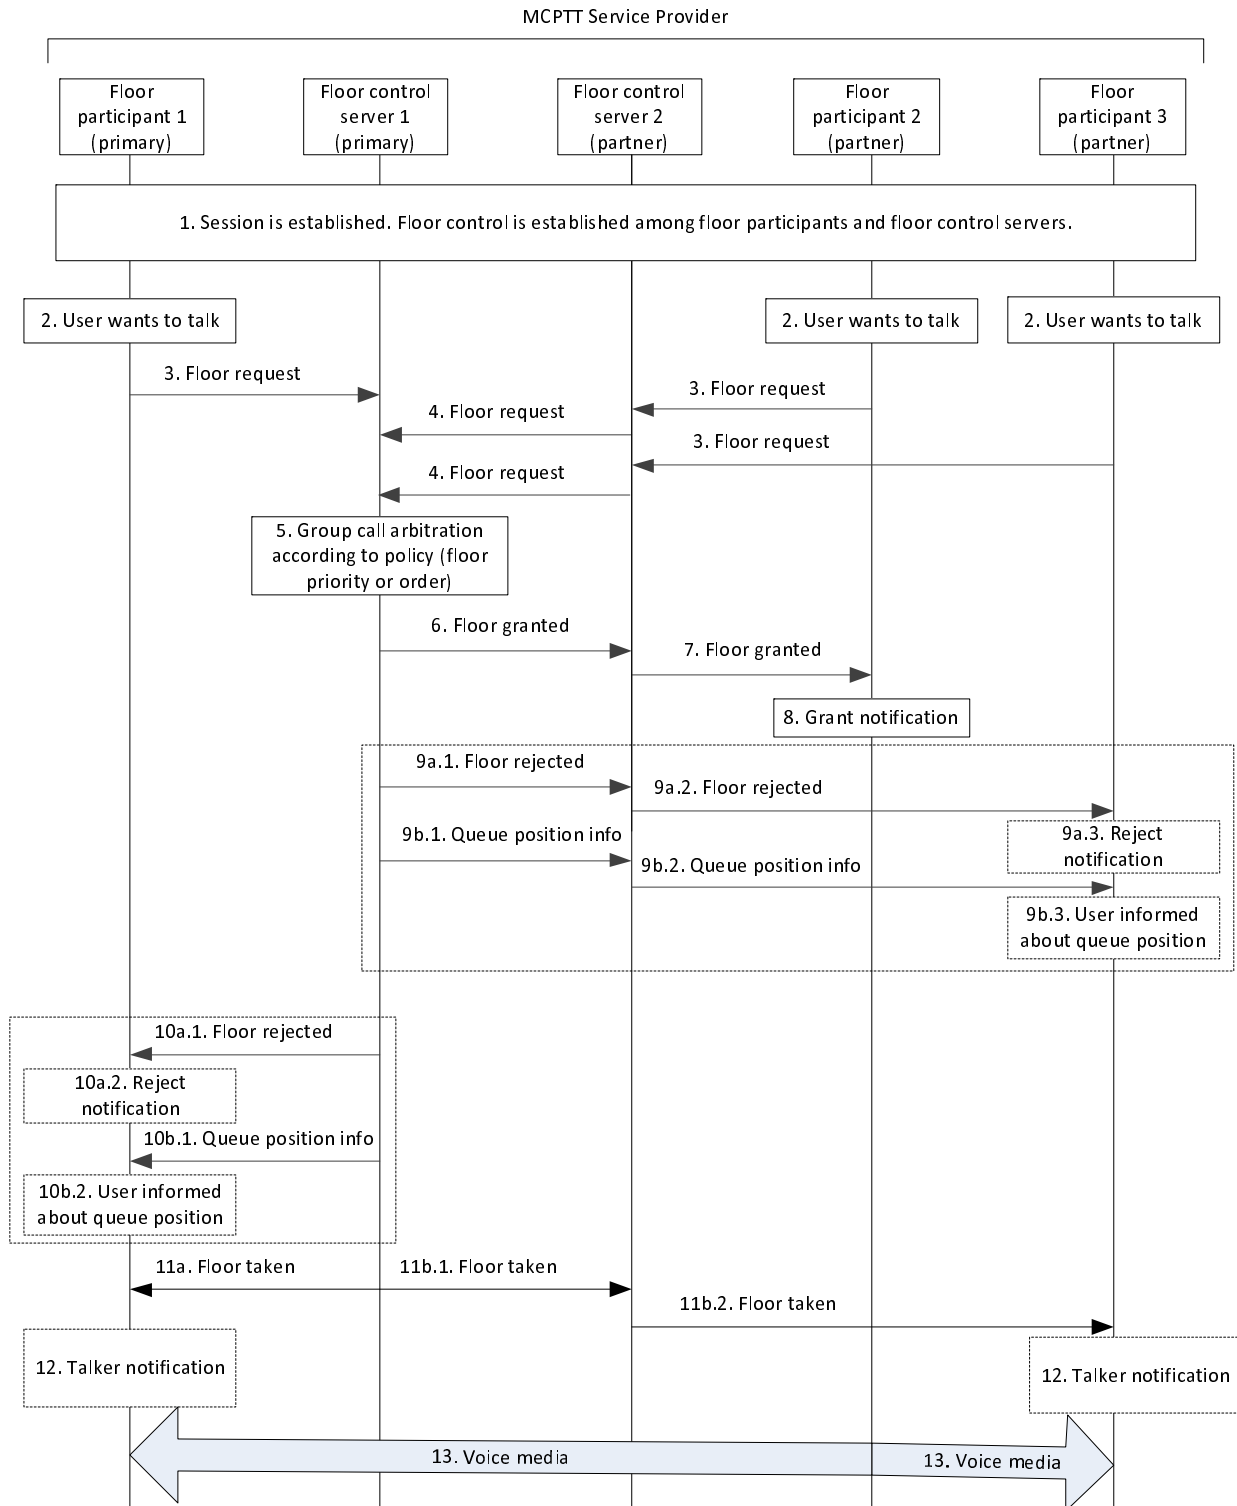 MCPTT Service Provider
Floor
participant 1
(primary)
Floor control
server 1
(primary)
Floor control
server 2
(partner)
Floor
participant 2
(partner)
Floor
participant 3
(partner)
1. Session is established. Floor control is established among floor participants and floor control servers.
2. User wants to talk
2. User wants to talk
2. User wants to talk
3. Floor request
3. Floor request
4. Floor request
3. Floor request
4. Floor request
5. Group call arbitration
according to policy (floor
priority or order)
6. Floor granted
7. Floor granted
8. Grant notification
9a.1. Floor rejected
9a.2. Floor rejected
9a.3. Reject
notification
9b.1. Queue position info
9b.2. Queue position info
9b.3. User informed
about queue position
10a.1. Floor rejected
10a.2. Reject
notification
10b.1. Queue position info
10b.2. User informed
about queue position
11a. Floor taken
11b.1. Floor taken
11b.2. Floor taken
12. Talker notification
12. Talker notification
13. Voice media
13. Voice media